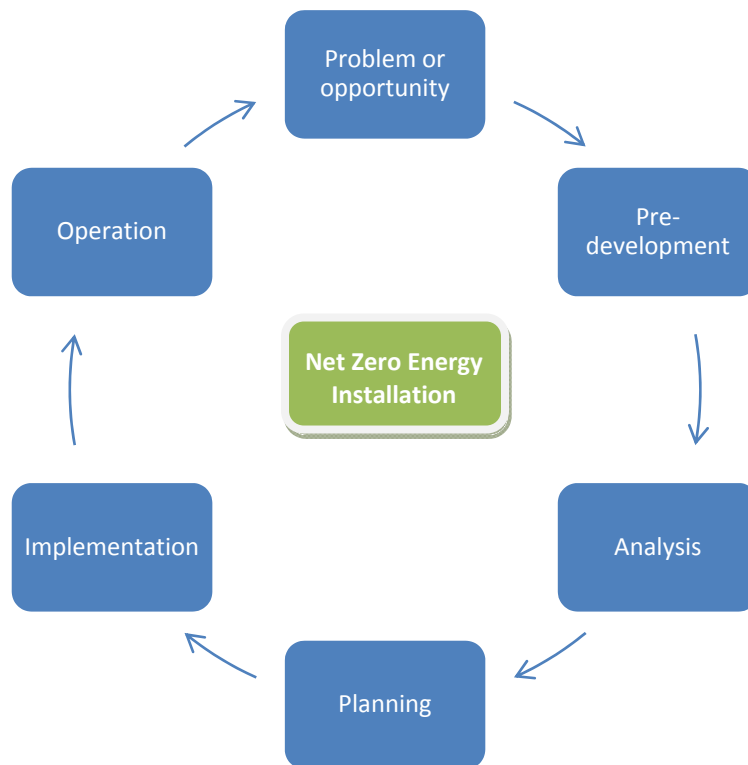 Problem or
opportunity
Pre-
development
Analysis
Planning
Implementation
Operation
Net Zero Energy
Installation